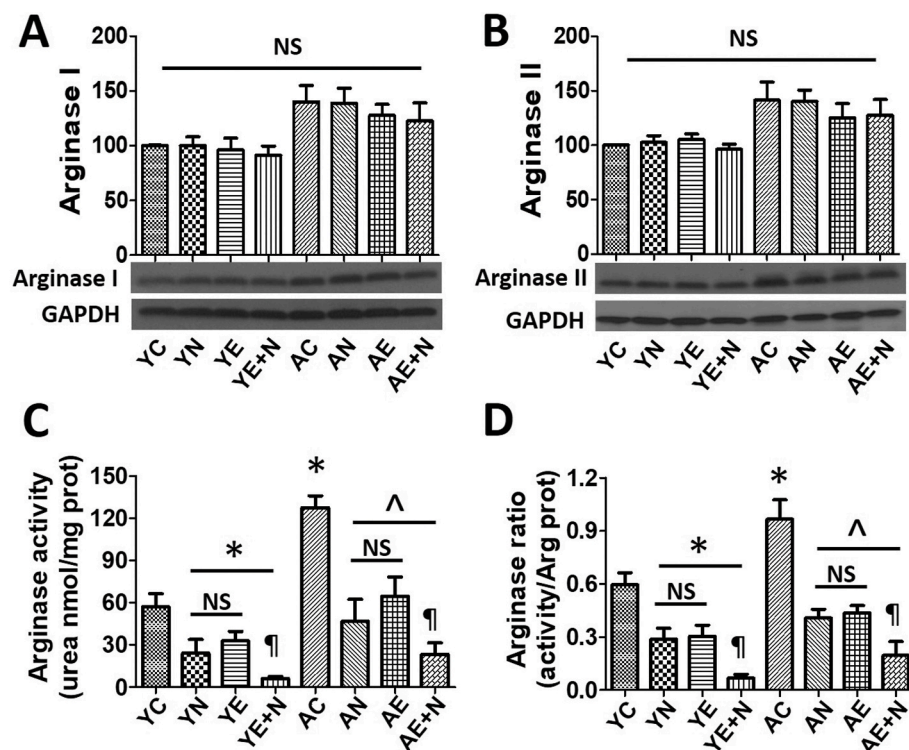 A
B
200
150
100
50
0
Arginase I
NS
200
150
100
50
0
Arginase II
NS
Arginase I
GAPDH
YC YN YE YE+N AC AN AE AE+N
Arginase II
GAPDH
YC YN YE YE+N AC AN AE AE+N
C
D
Arginase activity
(urea nmol/mg prot)
150
120
90
60
30
0
* NS ¶ * NS ^ ¶
YC YN YE YE+N AC AN AE AE+N
Arginase ratio
(activity/Arg prot)
1.2
0.9
0.6
0.3
0.0
* NS ¶ * NS ^ ¶
YC YN YE YE+N AC AN AE AE+N